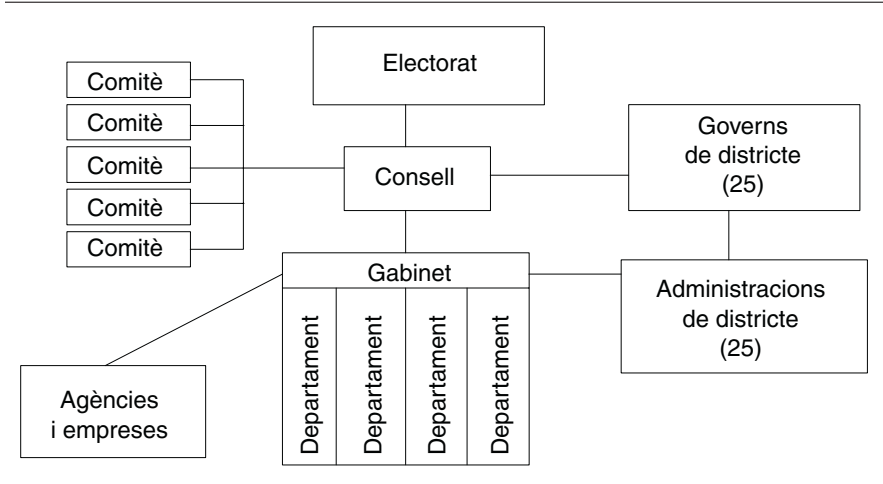 Electorat
Comitè
Comitè
Comitè
Comitè
Comitè
Consell
Governs
de districte
(25)
Gabinet
Departament
Departament
Departament
Departament
Administracions
de districte
(25)
Agències
i empreses